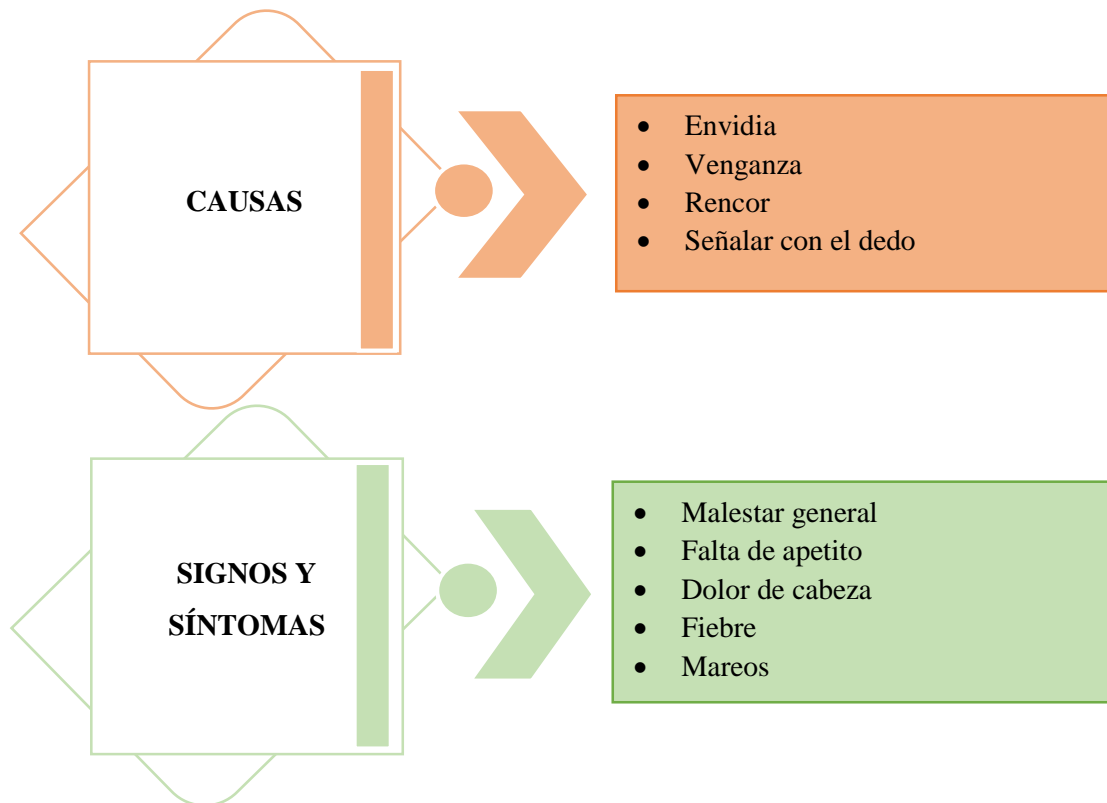 CAUSAS
• Envidia
• Venganza
• Rencor
• Señalar con el dedo
SIGNOS Y
SÍNTOMAS
• Malestar general
• Falta de apetito
• Dolor de cabeza
• Fiebre
• Mareos